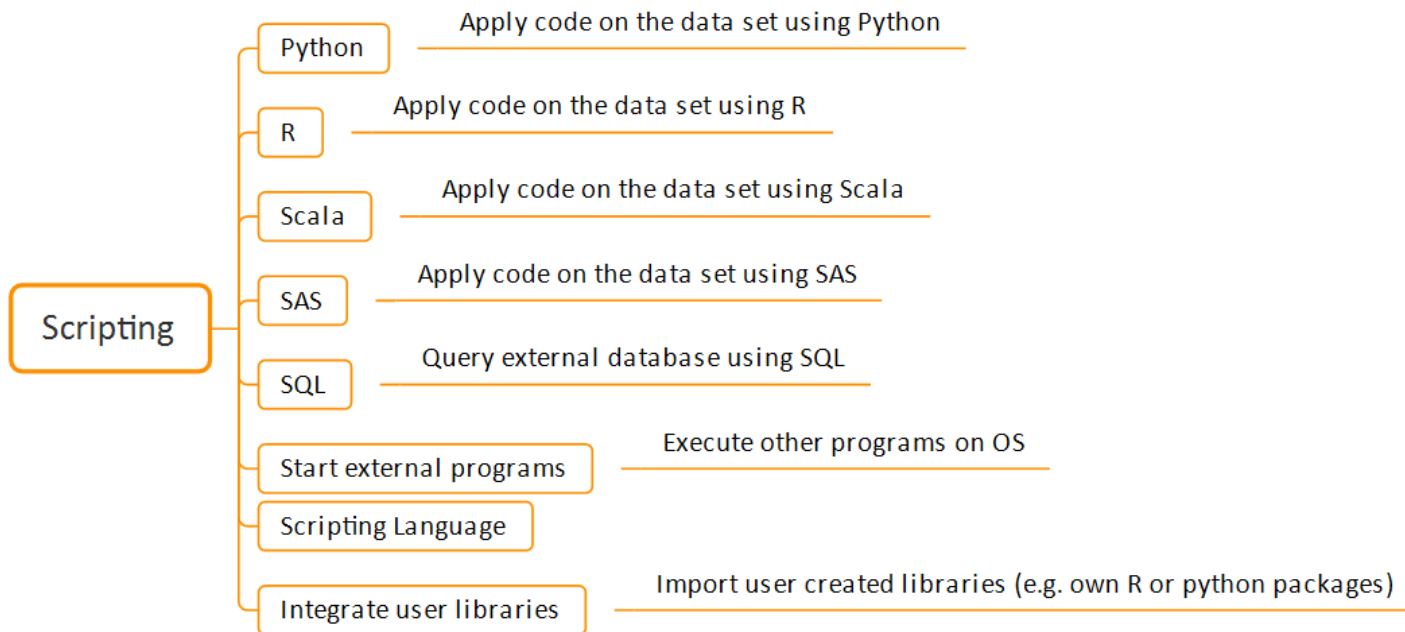 Apply code on the data set using Python
Python
Apply code on the data set using R
R
Apply code on the data set using Scala
Scala
Apply code on the data set using SAS
SAS
Scripting
Query external database using SQL
SQL
Execute other programs on OS
Start external programs
Scripting Language
Import user created libraries (e.g. own R or python packages)
Integrate user libraries